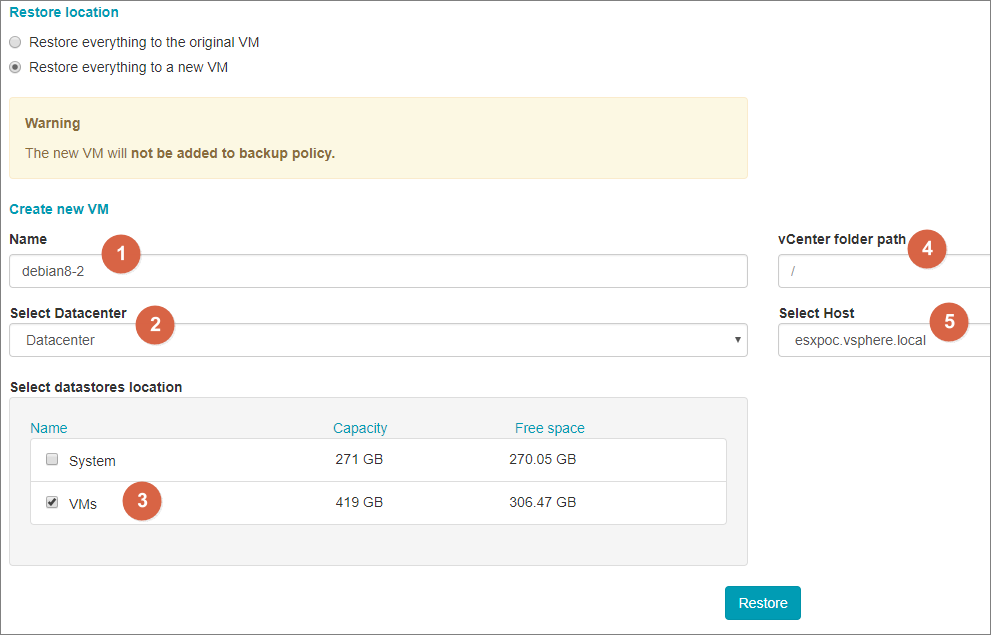 Restore location
Restore everything to the original VM
Restore everything to a new VM
Warning
The new VM will not be added to backup policy.
Create new VM
Name
1
debian8-2
vCenter folder path
4
/
Select Datacenter
2
Datacenter
Select Host
5
esxpoc.vsphere.local
Select datastores location
Name Capacity Free space
System 271 GB 270.05 GB
VMs 3 419 GB 306.47 GB
Restore